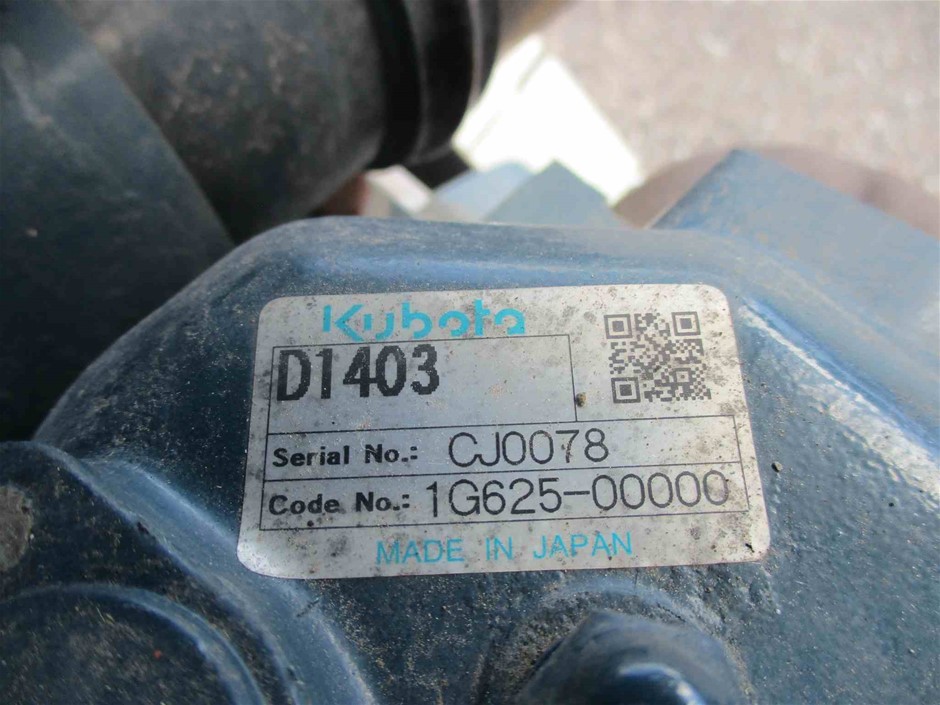 Kubota
D1403
Serial No.: CJ0078
Code No.: 1G625-00000
MADE IN JAPAN